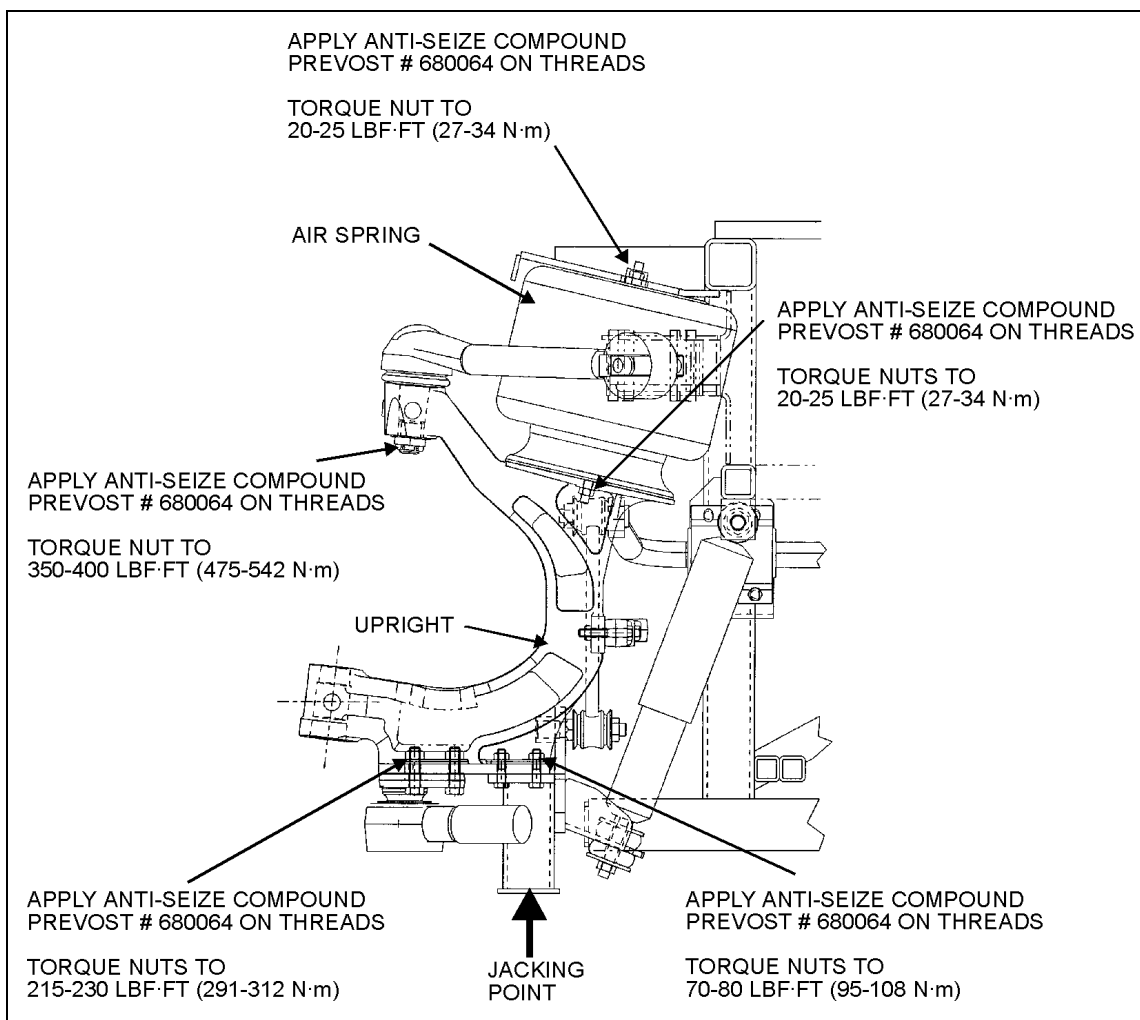 APPLY ANTI-SEIZE COMPOUND
PREVOST # 680064 ON THREADS
TORQUE NUT TO
20-25 LBF·FT (27-34 N·m)
AIR SPRING
APPLY ANTI-SEIZE COMPOUND
PREVOST # 680064 ON THREADS
TORQUE NUTS TO
20-25 LBF·FT (27-34 N·m)
APPLY ANTI-SEIZE COMPOUND
PREVOST # 680064 ON THREADS
TORQUE NUT TO
350-400 LBF·FT (475-542 N·m)
UPRIGHT
APPLY ANTI-SEIZE COMPOUND
PREVOST # 680064 ON THREADS
TORQUE NUTS TO
215-230 LBF·FT (291-312 N·m)
JACKING
POINT
APPLY ANTI-SEIZE COMPOUND
PREVOST # 680064 ON THREADS
TORQUE NUTS TO
70-80 LBF·FT (95-108 N·m)